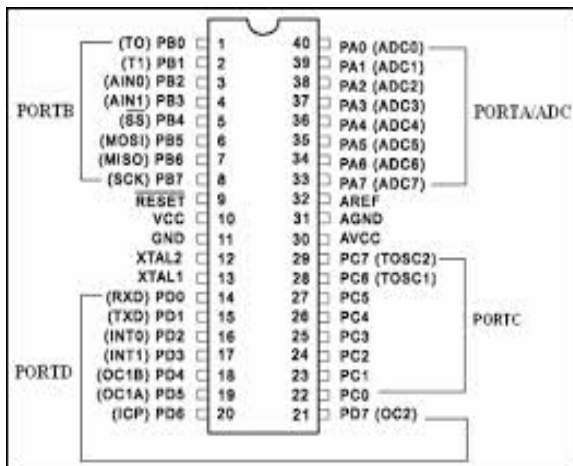 (TO) PB0 1 40 PA0 (ADC0)
(T1) PB1 2 39 PA1 (ADC1)
(AIN0) PB2 3 38 PA2 (ADC2)
(AIN1) PB3 4 37 PA3 (ADC3)
PORTB PORTA/ADC
(SS) PB4 5 36 PA4 (ADC4)
(MOSI) PB5 6 35 PA5 (ADC5)
(MISO) PB6 7 34 PA6 (ADC6)
(SCK) PB7 8 33 PA7 (ADC7)
RESET 9 32 AREF
VCC 10 31 AGND
GND 11 30 AVCC
XTAL2 12 29 PC7 (TOSC2)
XTAL1 13 28 PC6 (TOSC1)
(RXD) PD0 14 27 PC5
(TXD) PD1 15 26 PC4
PORTC
(INT0) PD2 16 25 PC3
(INT1) PD3 17 24 PC2
PORTD
(OC1B) PD4 18 23 PC1
(OC1A) PD5 19 22 PC0
(ICP) PD6 20 21 PD7 (OC2)